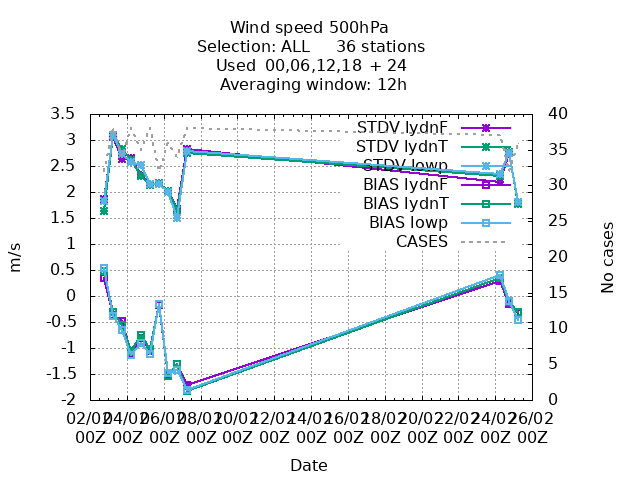 Wind speed 500hPa
Selection: ALL 36 stations
Used 00,06,12,18 + 24
Averaging window: 12h
3.5
3
2.5
2
1.5
1
0.5
0
-0.5
-1
-1.5
-2
m/s
STDV lydnF
STDV lydnT
STDV lowp
BIAS lydnF
BIAS lydnT
BIAS lowp
CASES
40
35
30
25
20
15
10
5
0
No cases
02/02 04/02 06/02 08/02 10/02 12/02 14/02 16/02 18/02 20/02 22/02 24/02 26/02
00Z 00Z 00Z 00Z 00Z 00Z 00Z 00Z 00Z 00Z 00Z 00Z 00Z
Date